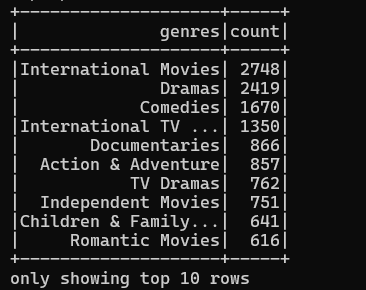 +--------------------+-----+
|              genres|count|
+--------------------+-----+
|International Movies| 2748|
|              Dramas| 2419|
|            Comedies| 1670|
|International TV ...| 1350|
|       Documentaries|  866|
|  Action & Adventure|  857|
|           TV Dramas|  762|
|  Independent Movies|  751|
|Children & Family...|  641|
|     Romantic Movies|  616|
+--------------------+-----+
only showing top 10 rows